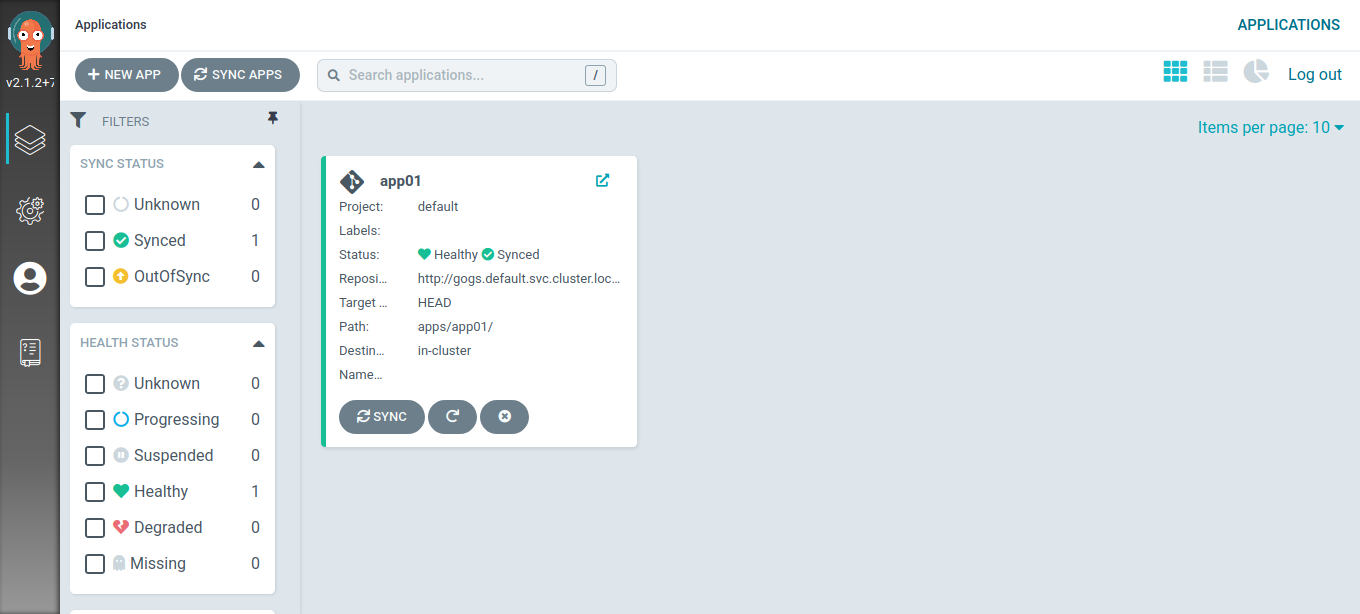 v2.1.2+7
Applications
APPLICATIONS
NEW APP
SYNC APPS
Search applications...
/
Log out
FILTERS
Items per page: 10
SYNC STATUS
Unknown 0
Synced 1
OutOfSync 0
HEALTH STATUS
Unknown 0
Progressing 0
Suspended 0
Healthy 1
Degraded 0
Missing 0
app01
Project: default
Labels:
Status: Healthy Synced
Reposi... http://gogs.default.svc.cluster.loc...
Target ... HEAD
Path: apps/app01/
Destin... in-cluster
Name...
SYNC